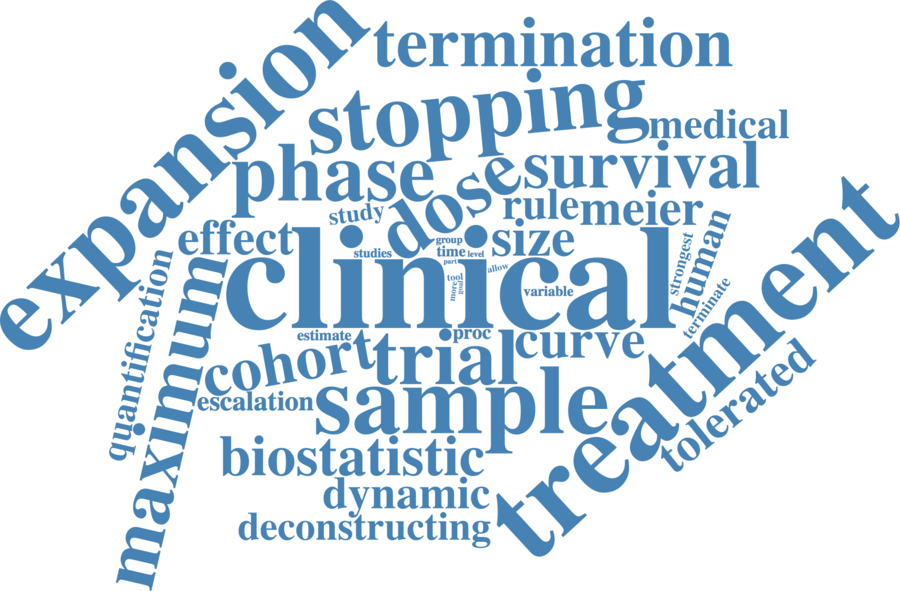 expansion
termination
stopping
medical
phase
dose
survival
study
rule
meier
effect
studies
group
time
level
part
allow
size
strongest
human
clinical
tool
more
goal
variable
terminate
quantification
maximum
estimate
proc
curve
cohort
trial
treatment
tolerated
escalation
sample
biostatistic
dynamic
deconstructing